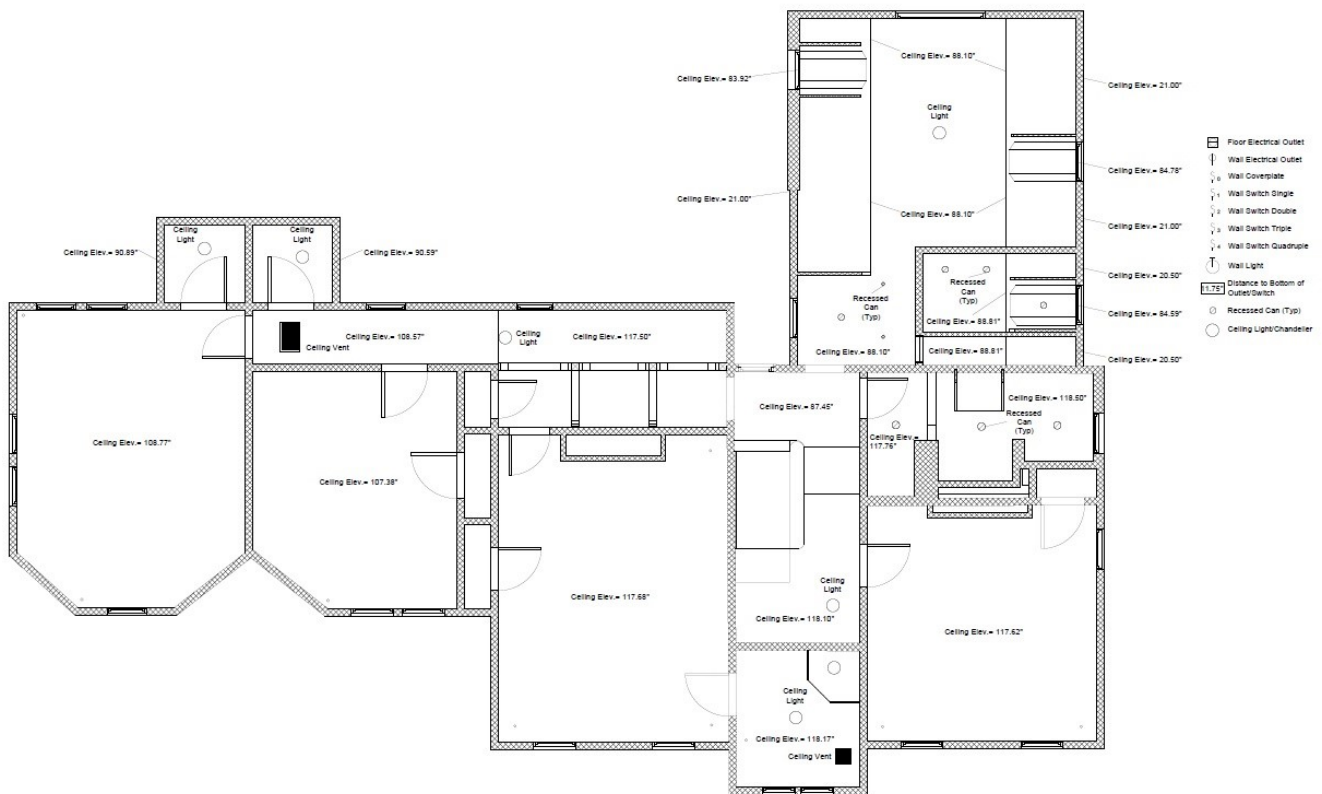 Ceiling Elev.= 88.10"
Ceiling Elev.= 83.92"
Ceiling Elev.= 21.00"
Ceiling
Light
Floor Electrical Outlet
Wall Electrical Outlet
Ceiling Elev.= 84.78"
Wall Coverplate
Ceiling Elev.= 21.00"
Wall Switch Single
Ceiling Elev.= 88.10"
Wall Switch Double
Ceiling Elev.= 21.00"
Wall Switch Triple
Ceiling
Light
Ceiling
Light
Wall Switch Quadruple
Ceiling Elev.= 90.89"
Ceiling Elev.= 90.59"
Wall Light
Ceiling Elev.= 20.50"
Recessed
Can
(Typ)
11.75"
Distance to Bottom of
Outlet/Switch
Recessed
Can
(Typ)
Recessed Can (Typ)
Ceiling Elev.= 84.59"
Ceiling Elev.= 88.81"
Ceiling Light/Chandelier
Ceiling Elev.= 108.57"
Ceiling
Light
Ceiling Elev.= 117.50"
Ceiling Vent
Ceiling Elev.= 88.10"
Ceiling Elev.= 88.81"
Ceiling Elev.= 20.50"
Ceiling Elev.= 87.45"
Ceiling Elev.= 118.50"
Recessed
Can
(Typ)
Ceiling Elev.=
117.76"
Ceiling Elev.= 108.77"
Ceiling Elev.= 107.38"
Ceiling Elev.= 117.68"
Ceiling
Light
Ceiling Elev.= 118.10"
Ceiling Elev.= 117.62"
Ceiling
Light
Ceiling Elev.= 118.17"
Ceiling Vent